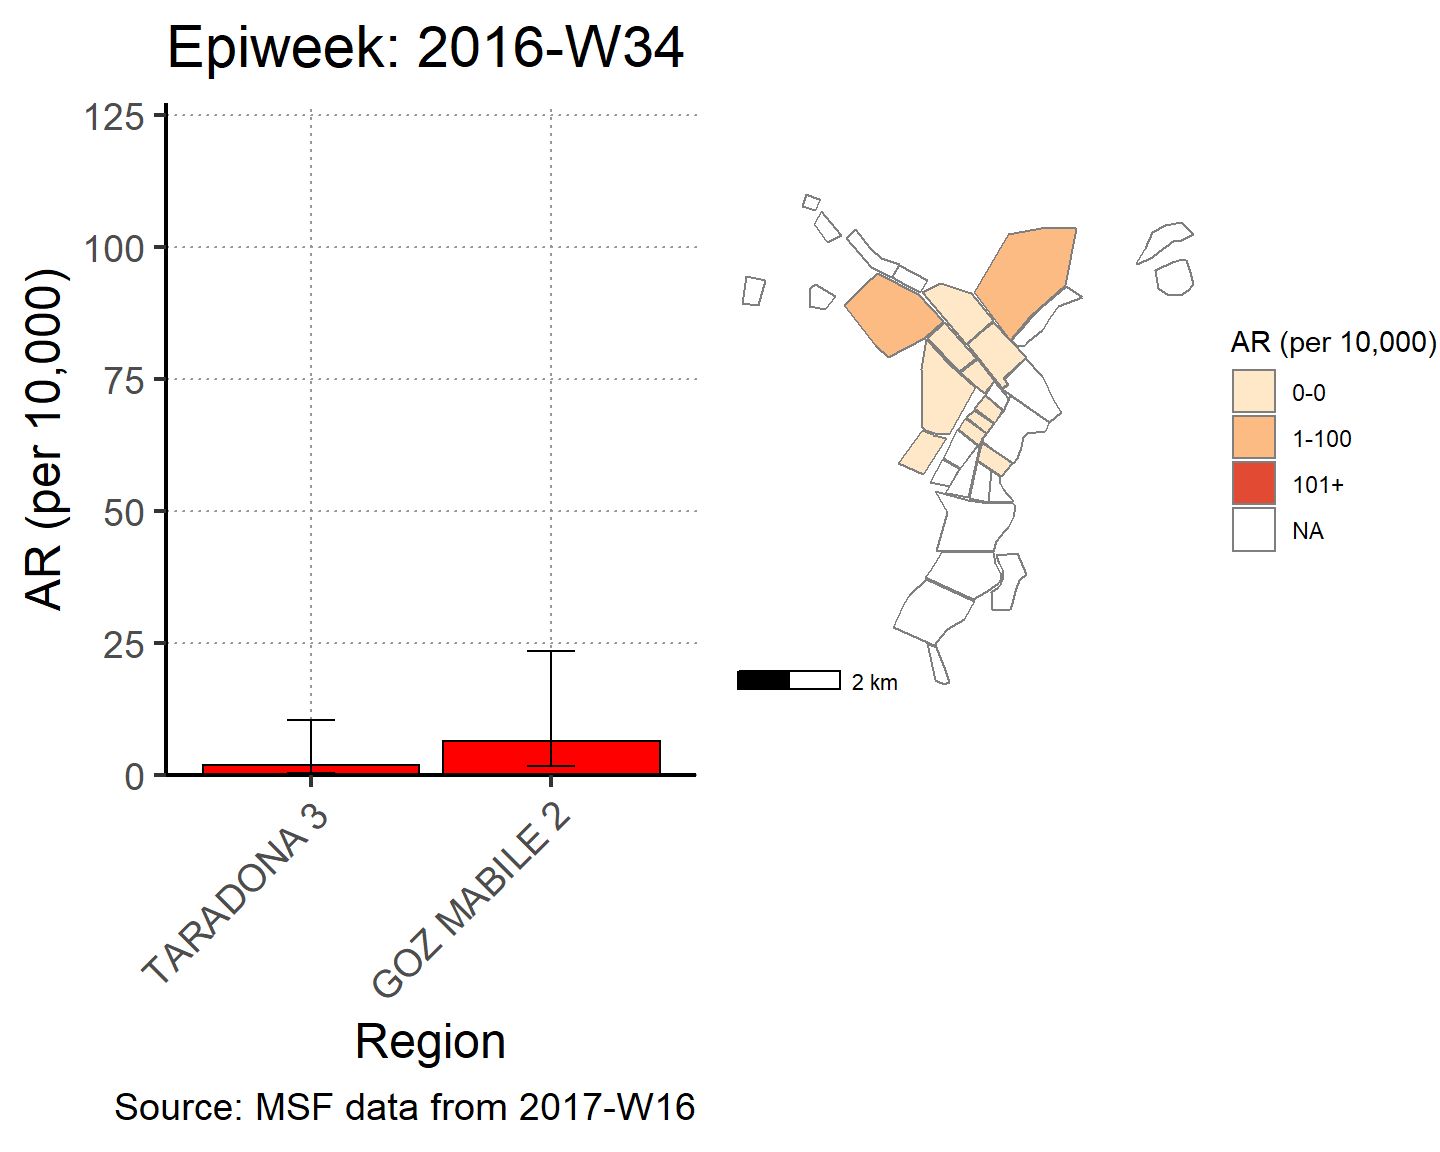 Epiweek: 2016-W34
AR (per 10,000)
125
100
75
50
25
0
TARADONA 3
GOZ MABILE 2
Region
Source: MSF data from 2017-W16
AR (per 10,000)
0-0
1-100
101+
NA
2 km